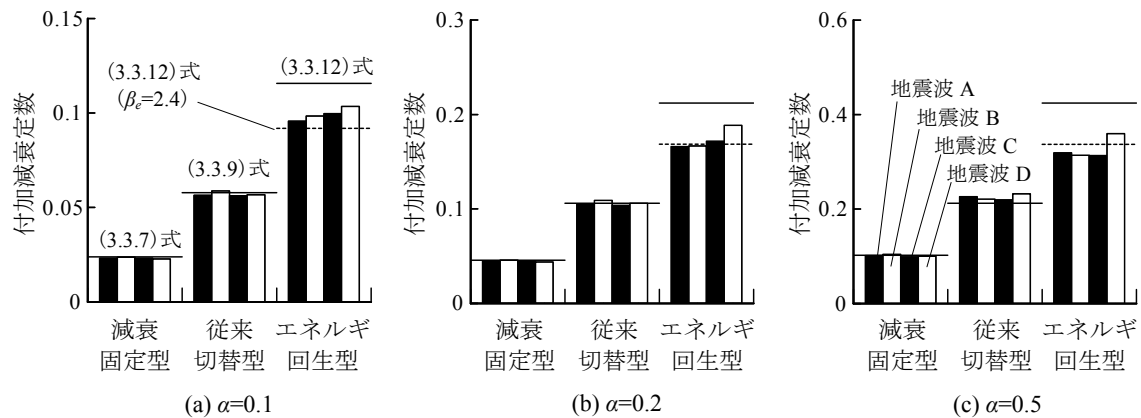 付加減衰定数
0.15
0.1
0.05
0
(3.3.12)式
(βe=2.4)
(3.3.12)式
(3.3.9)式
(3.3.7)式
減衰
固定型
従来
切替型
エネルギ
回生型
(a) α=0.1
付加減衰定数
0.3
0.2
0.1
0
減衰
固定型
従来
切替型
エネルギ
回生型
(b) α=0.2
付加減衰定数
0.6
0.4
0.2
0
地震波 A
地震波 B
地震波 C
地震波 D
減衰
固定型
従来
切替型
エネルギ
回生型
(c) α=0.5